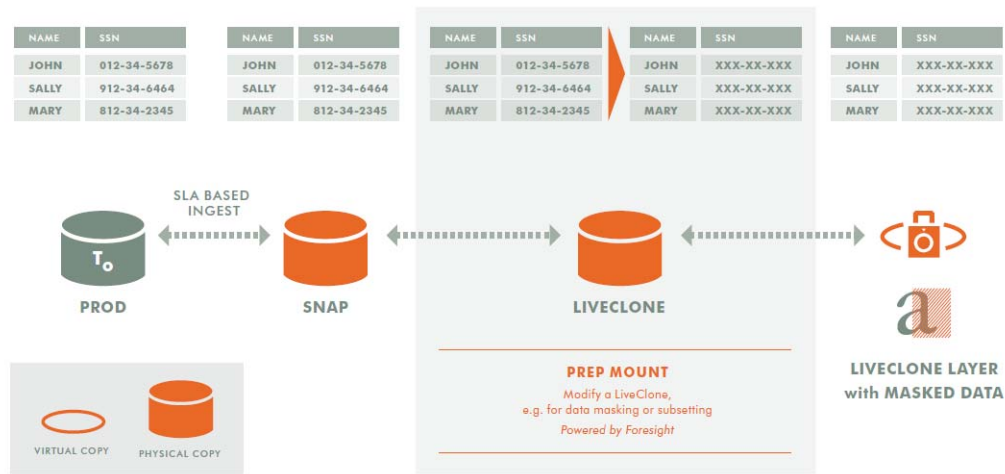 NAME SSN
JOHN 012-34-5678
SALLY 912-34-6464
MARY 812-34-2345
NAME SSN
JOHN 012-34-5678
SALLY 912-34-6464
MARY 812-34-2345
NAME SSN
JOHN 012-34-5678
SALLY 912-34-6464
MARY 812-34-2345
NAME SSN
JOHN XXX-XX-XXX
SALLY XXX-XX-XXX
MARY XXX-XX-XXX
NAME SSN
JOHN XXX-XX-XXX
SALLY XXX-XX-XXX
MARY XXX-XX-XXX
SLA BASED
INGEST
To
PROD
SNAP
LIVECLONE
a
LIVECLONE LAYER
with MASKED DATA
PREP MOUNT
Modify a LiveClone,
e.g. for data masking or subsetting
Powered by Foresight
VIRTUAL COPY
PHYSICAL COPY